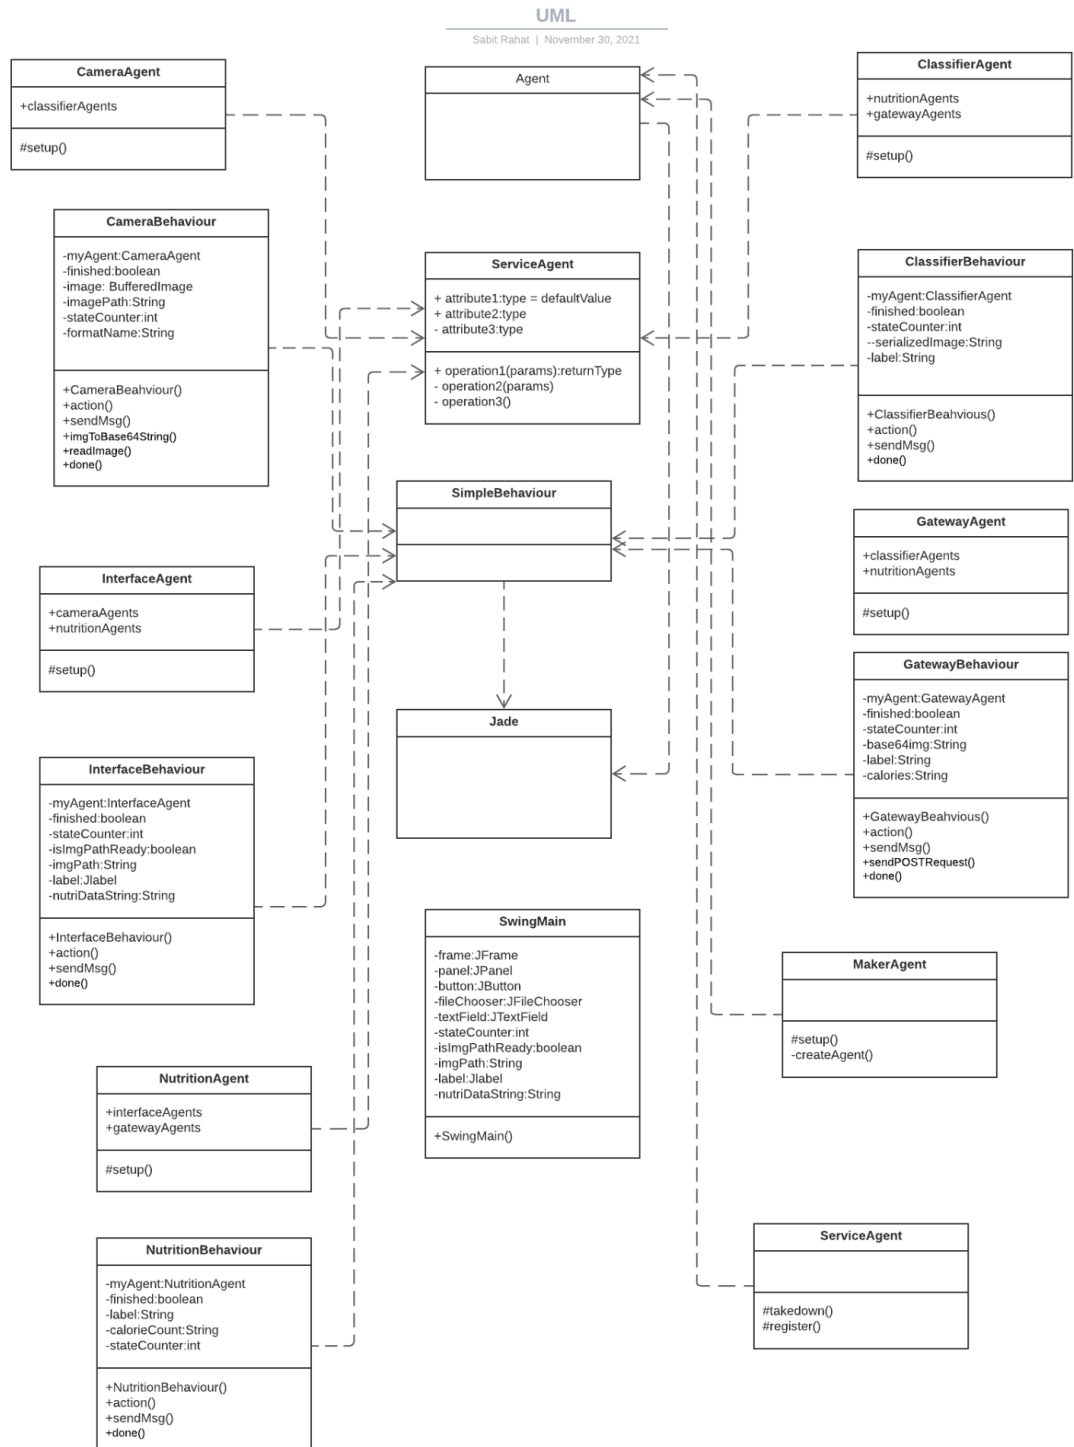 UML
Sabit Rahat | November 30, 2021
CameraAgent
+classifierAgents
#setup()
Agent
ClassifierAgent
+nutritionAgents
+gatewayAgents
#setup()
CameraBehaviour
-myAgent:CameraAgent
-finished:boolean
-image: BufferedImage
-imagePath:String
-stateCounter:int
-formatName:String
+CameraBeahviour()
+action()
+sendMsg()
+imgToBase64String()
+readImage()
+done()
ServiceAgent
+ attribute1:type = defaultValue
+ attribute2:type
- attribute3:type
+ operation1(params):returnType
- operation2(params)
- operation3()
ClassifierBehaviour
-myAgent:ClassifierAgent
-finished:boolean
-stateCounter:int
--serializedImage:String
-label:String
+ClassifierBeahvious()
+action()
+sendMsg()
+done()
SimpleBehaviour
GatewayAgent
+classifierAgents
+nutritionAgents
#setup()
InterfaceAgent
+cameraAgents
+nutritionAgents
#setup()
GatewayBehaviour
-myAgent:GatewayAgent
-finished:boolean
-stateCounter:int
-base64img:String
-label:String
-calories:String
+GatewayBeahvious()
+action()
+sendMsg()
+sendPOSTRequest()
+done()
Jade
InterfaceBehaviour
-myAgent:InterfaceAgent
-finished:boolean
-stateCounter:int
-isImgPathReady:boolean
-imgPath:String
-label:Jlabel
-nutriDataString:String
+InterfaceBehaviour()
+action()
+sendMsg()
+done()
SwingMain
-frame:JFrame
-panel:JPanel
-button:JButton
-fileChooser:JFileChooser
-textField:JTextField
-stateCounter:int
-isImgPathReady:boolean
-imgPath:String
-label:Jlabel
-nutriDataString:String
+SwingMain()
MakerAgent
#setup()
-createAgent()
NutritionAgent
+interfaceAgents
+gatewayAgents
#setup()
ServiceAgent
#takedown()
#register()
NutritionBehaviour
-myAgent:NutritionAgent
-finished:boolean
-label:String
-calorieCount:String
-stateCounter:int
+NutritionBehaviour()
+action()
+sendMsg()
+done()